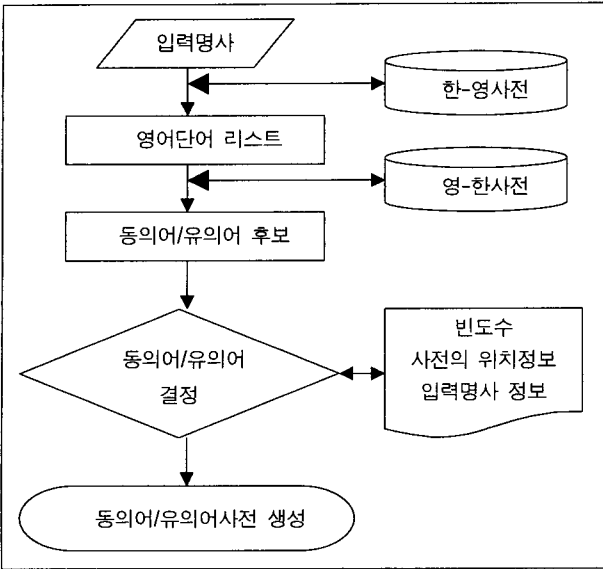 입력명사
한-영사전
영어단어 리스트
영-한사전
동의어/유의어 후보
동의어/유의어
결정
빈도수
사전의 위치정보
입력명사 정보
동의어/유의어사전 생성